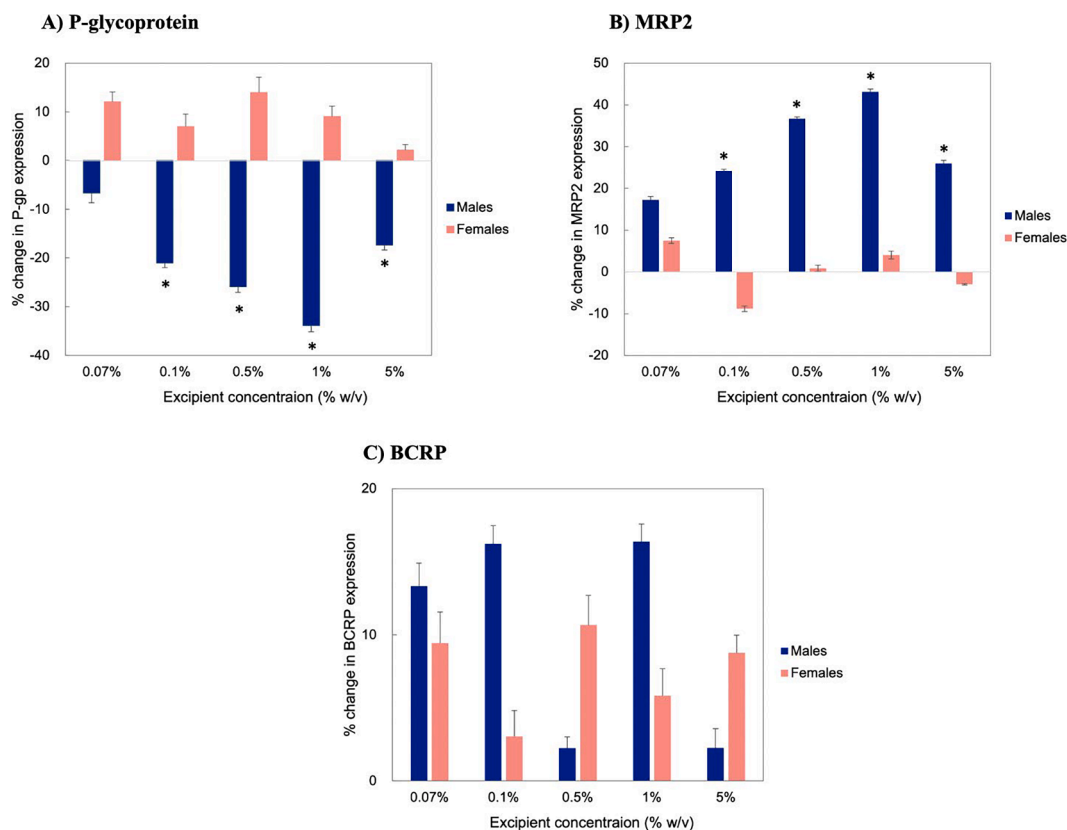 A) P-glycoprotein
20
10
0
-10
-20
-30
-40
% change in P-gp expression
*
*
*
*
0.07% 0.1% 0.5% 1% 5%
Excipient concentraion (% w/v)
Males
Females
B) MRP2
50
40
30
20
10
0
-10
-20
% change in MRP2 expression
*
*
*
*
0.07% 0.1% 0.5% 1% 5%
Excipient concentraion (% w/v)
Males
Females
C) BCRP
20
10
0
% change in BCRP expression
0.07% 0.1% 0.5% 1% 5%
Excipient concentraion (% w/v)
Males
Females